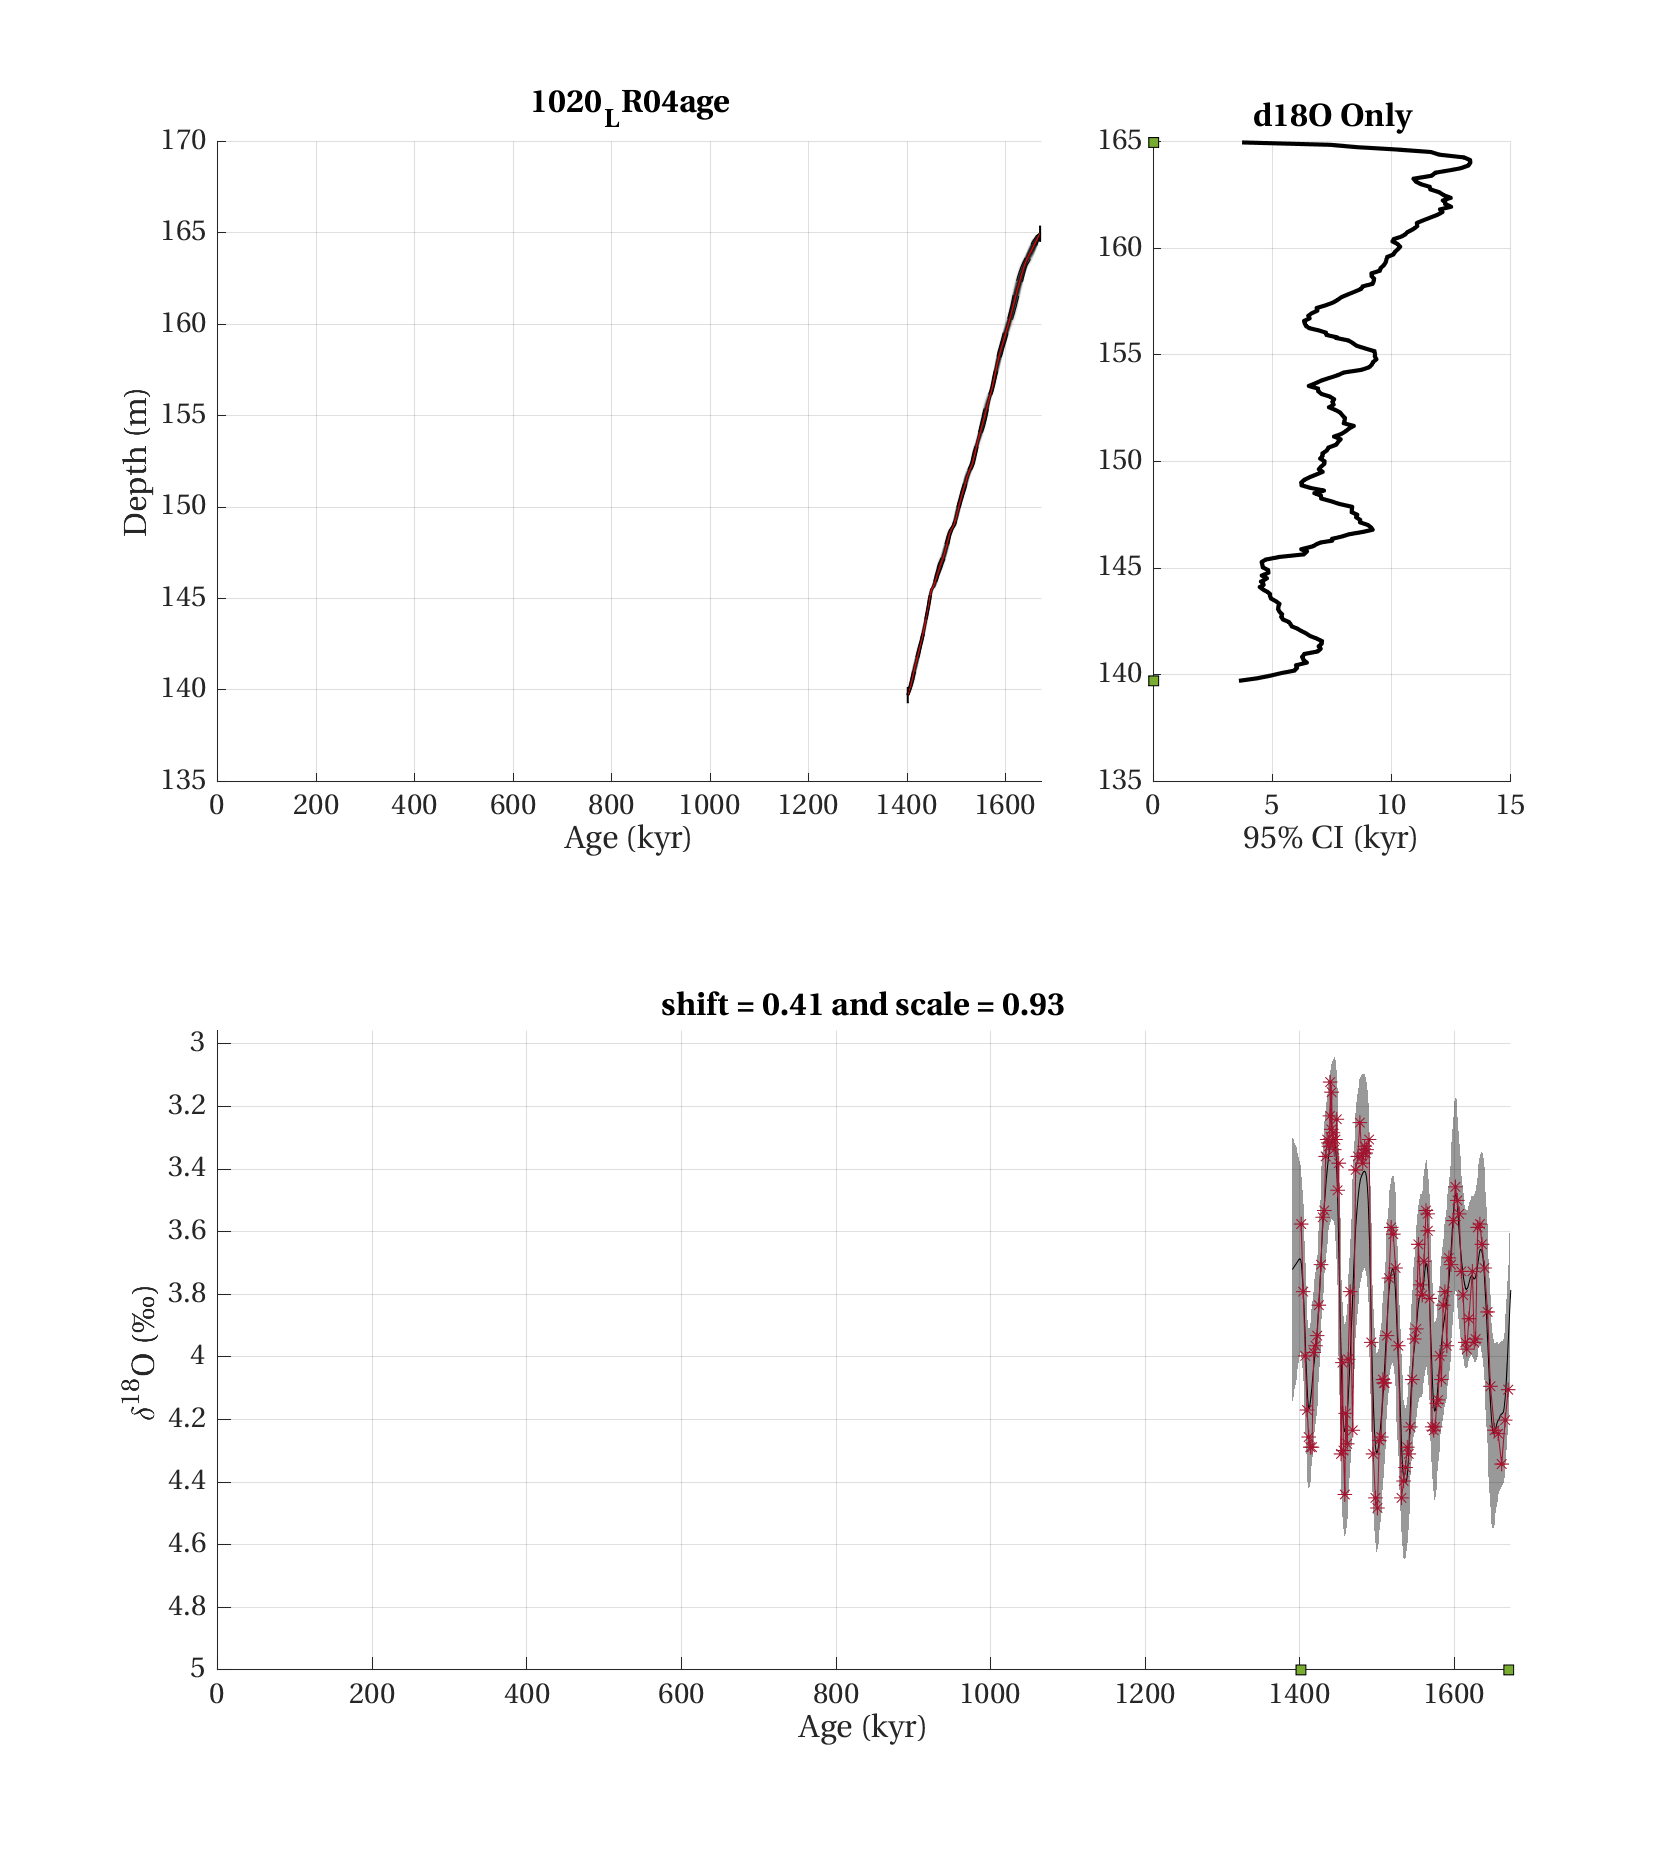 1020_LR04age
170
165
160
155
150
145
140
135
0 200 400 600 800 1000 1200 1400 1600
Age (kyr)
Depth (m)
d18O Only
165
160
155
150
145
140
135
0 5 10 15
95% CI (kyr)
shift = 0.41 and scale = 0.93
3
3.2
3.4
3.6
3.8
4
4.2
4.4
4.6
4.8
5
0 200 400 600 800 1000 1200 1400 1600
Age (kyr)
δ¹⁸O (‰)